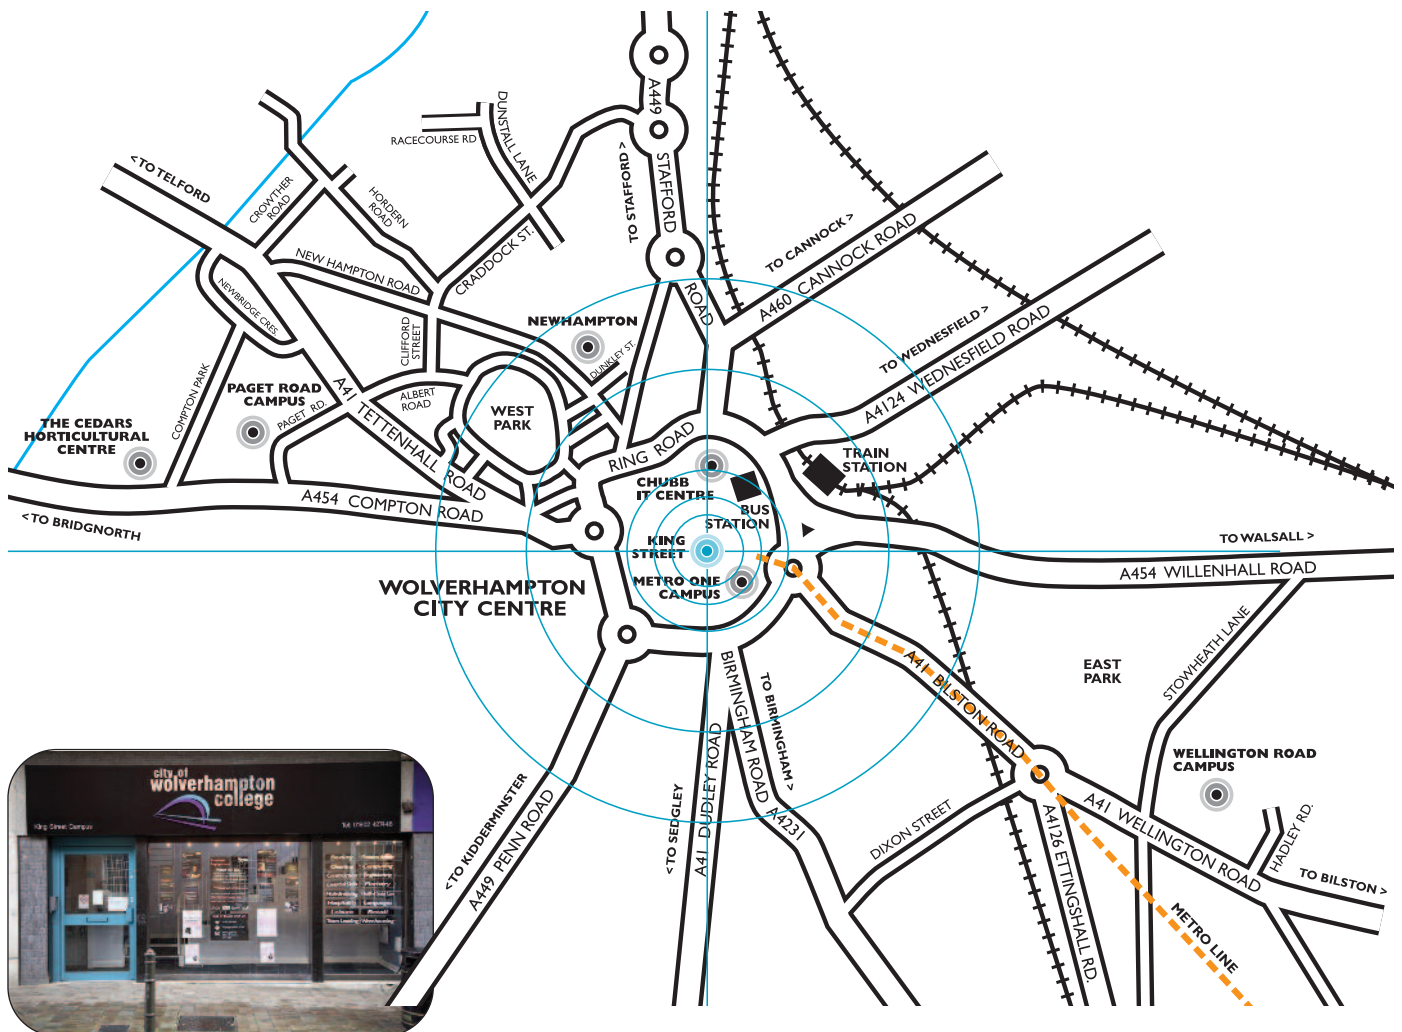 A449
STAFFORD
ROAD
TO STAFFORD >
DUNSTALL LANE
RACECOURSE RD
<TO TELFORD
CROWTHER
ROAD
HORDERN
ROAD
CRADDOCK ST.
NEW HAMPTON ROAD
NEWBRIDGE CRES.
CLIFFORD
STREET
NEWHAMPTON
DUNKLEY ST.
TO CANNOCK >
A460 CANNOCK ROAD
TO WEDNESFIELD >
A4124 WEDNESFIELD ROAD
COMPTON PARK
PAGET ROAD
CAMPUS
PAGET RD.
ALBERT
ROAD
WEST
PARK
A41 TETTENHALL ROAD
THE CEDARS
HORTICULTURAL
CENTRE
RING ROAD
TRAIN
STATION
CHUBB
IT CENTRE
BUS
STATION
A454 COMPTON ROAD
<TO BRIDGNORTH
KING
STREET
METRO ONE
CAMPUS
WOLVERHAMPTON
CITY CENTRE
TO WALSALL >
A454 WILLENHALL ROAD
STOWHEATH LANE
EAST
PARK
A41 BILSTON ROAD
BIRMINGHAM ROAD A4231
TO BIRMINGHAM >
A41 DUDLEY ROAD
<TO SEDGLEY
<TO KIDDERMINSTER
A449 PENN ROAD
WELLINGTON ROAD
CAMPUS
A41 WELLINGTON ROAD
HADLEY RD.
TO BILSTON >
DIXON STREET
A4126 ETTINGSHALL RD.
METRO LINE
city of
wolverhampton
college
King Street Campus